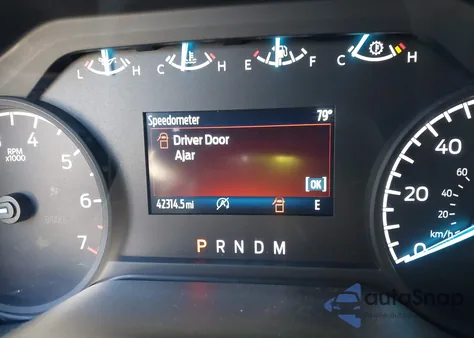 L H C H E F C H
Speedometer 79°
Driver Door
Ajar
[OK]
42314.5 mi E
P R N D M
RPM
x1000
4
5
6
7
40
20
0
60
40
20
km/h
autoSnap